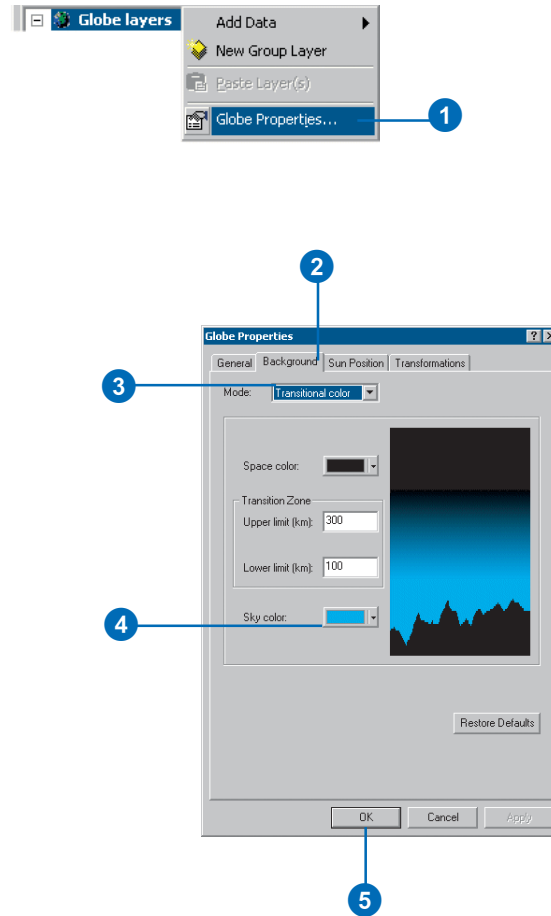 Globe layers
Add Data
New Group Layer
Paste Layer(s)
Globe Properties...
1
2
Globe Properties
General Background Sun Position Transformations
3
Mode: Transitional color
Space color:
Transition Zone
Upper limit (km): 300
Lower limit (km): 100
4
Sky color:
Restore Defaults
OK Cancel Apply
5